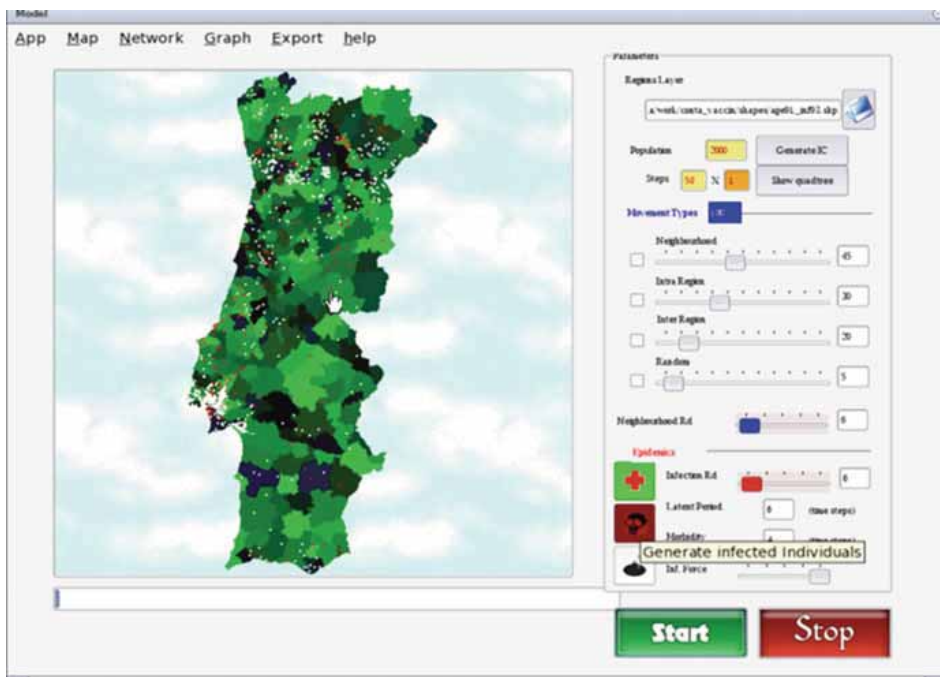 Model
App Map Network Graph Export help
Parameters
Regions Layer
Population Generate IC
Steps 50 X 1 Show quadtree
Movement Types
Neighbourhood
45
Intra Region
30
Inter Region
20
Random
5
Neighbourhood Rd 6
Epidemics
Infection Rd 6
Latent Period 6 (time steps)
Morbidity
Generate infected Individuals
Inf. Force
Start Stop